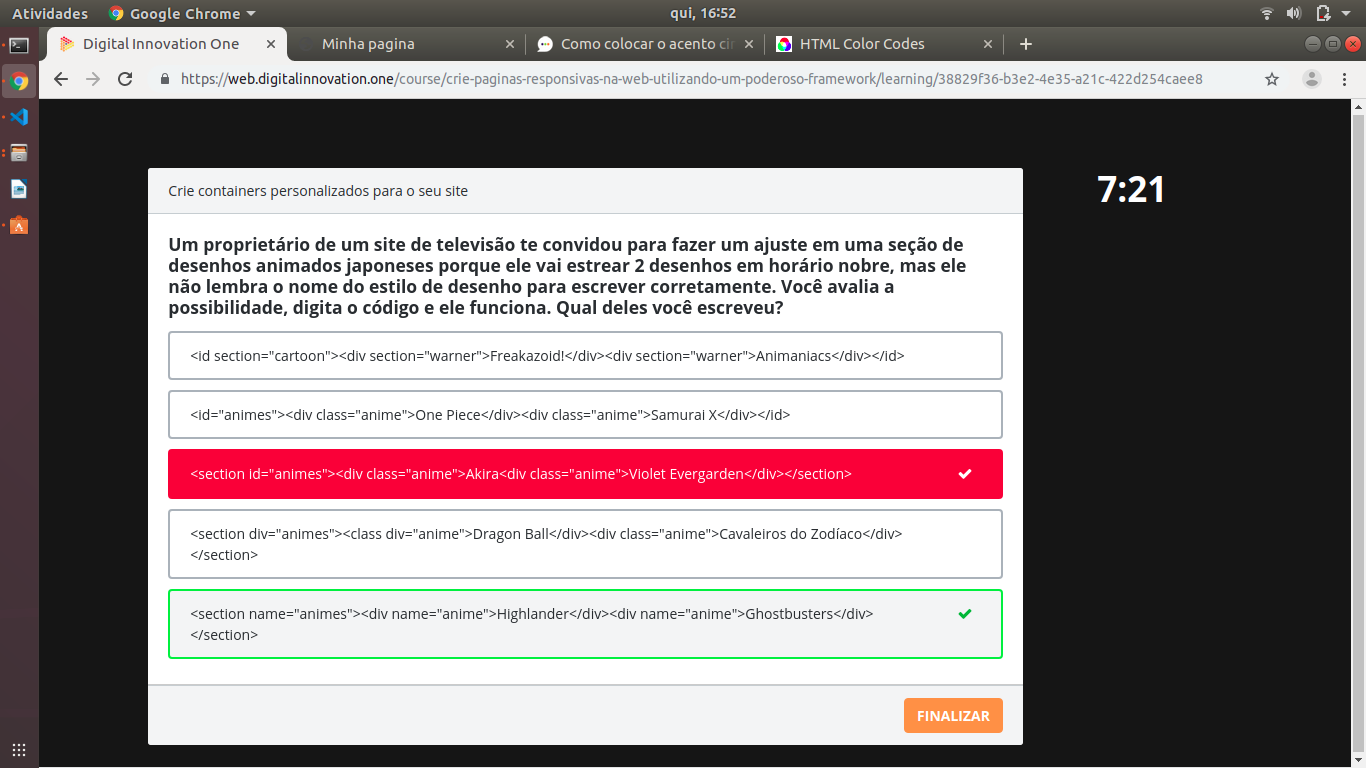 Atividades Google Chrome qui, 16:52
Digital Innovation One Minha pagina Como colocar o acento cir HTML Color Codes
https://web.digitalinnovation.one/course/crie-paginas-responsivas-na-web-utilizando-um-poderoso-framework/learning/38829f36-b3e2-4e35-a21c-422d254caee8
Crie containers personalizados para o seu site
7:21
Um proprietário de um site de televisão te convidou para fazer um ajuste em uma seção de
desenhos animados japoneses porque ele vai estrear 2 desenhos em horário nobre, mas ele
não lembra o nome do estilo de desenho para escrever corretamente. Você avalia a
possibilidade, digita o código e ele funciona. Qual deles você escreveu?
<id section="cartoon"><div section="warner">Freakazoid!</div><div section="warner">Animaniacs</div></id>
<id="animes"><div class="anime">One Piece</div><div class="anime">Samurai X</div></id>
<section id="animes"><div class="anime">Akira<div class="anime">Violet Evergarden</div></section>
<section div="animes"><class div="anime">Dragon Ball</div><div class="anime">Cavaleiros do Zodíaco</div>
</section>
<section name="animes"><div name="anime">Highlander</div><div name="anime">Ghostbusters</div>
</section>
FINALIZAR